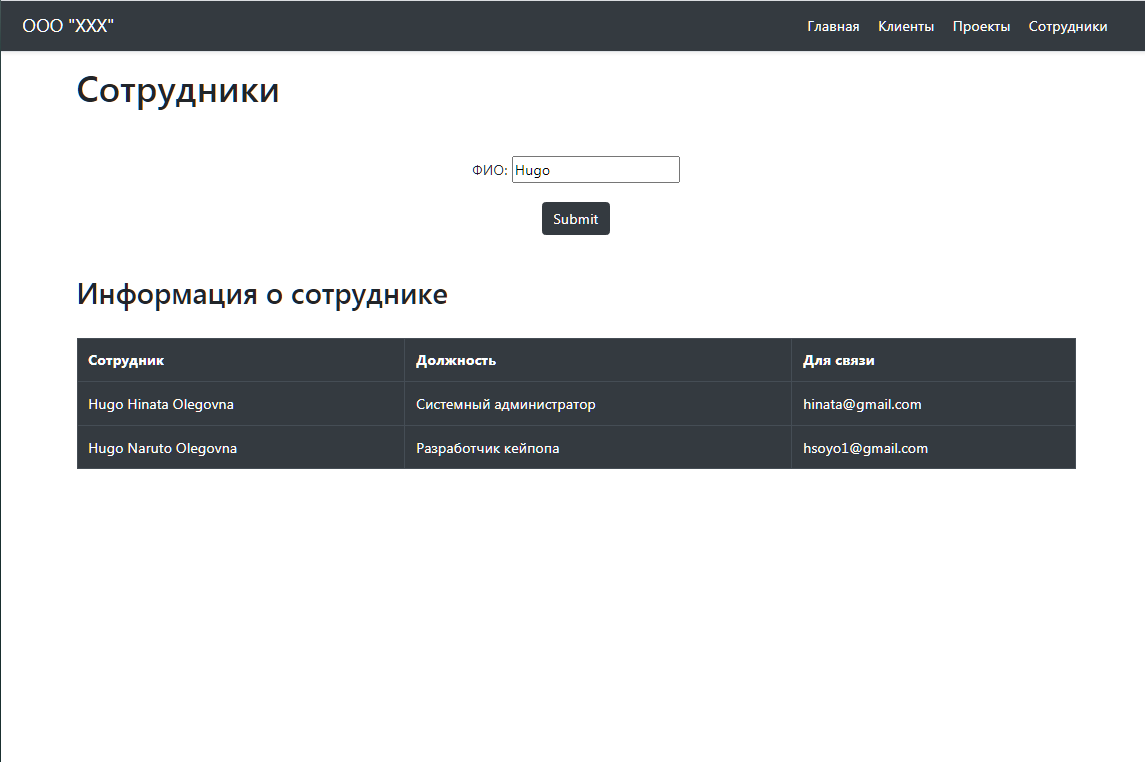 ООО "XXX" Главная Клиенты Проекты Сотрудники
Сотрудники
ФИО: Hugo
Submit
Информация о сотруднике
Сотрудник Должность Для связи
Hugo Hinata Olegovna Системный администратор hinata@gmail.com
Hugo Naruto Olegovna Разработчик кейпопа hsoyo1@gmail.com